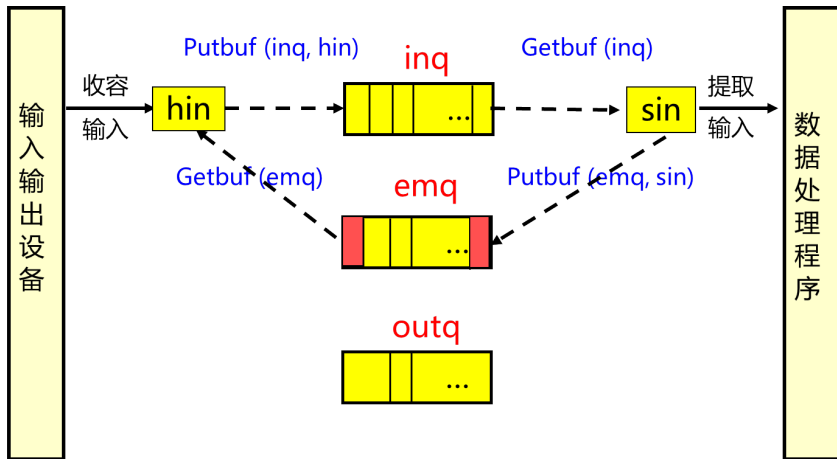 输入输出设备
收容
输入
hin
Putbuf (inq, hin)
inq
...
Getbuf (inq)
sin
提取
输入
Getbuf (emq)
emq
...
Putbuf (emq, sin)
outq
...
数据处理程序